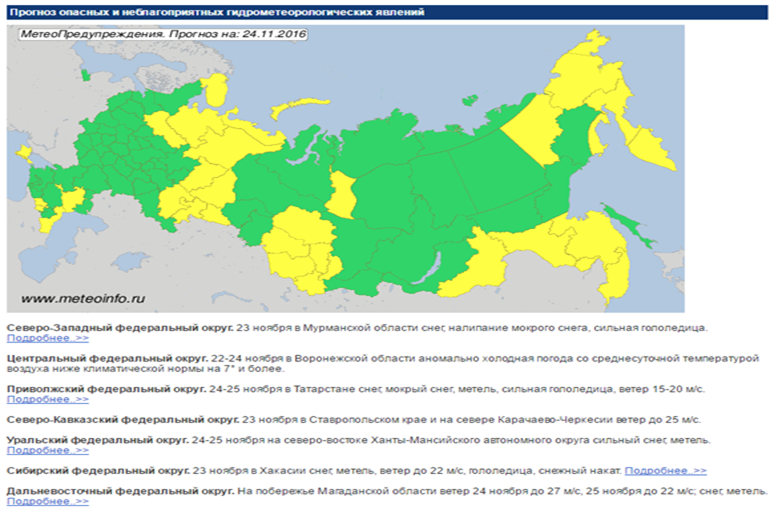 Прогноз опасных и неблагоприятных гидрометеорологических явлений
МетеоПредупреждения. Прогноз на: 24.11.2016
www.meteoinfo.ru
Северо-Западный федеральный округ. 23 ноября в Мурманской области снег, налипание мокрого снега, сильная гололедица.
Подробнее..>>
Центральный федеральный округ. 22-24 ноября в Воронежской области аномально холодная погода со среднесуточной температурой
воздуха ниже климатической нормы на 7° и более.
Приволжский федеральный округ. 24-25 ноября в Татарстане снег, мокрый снег, метель, сильная гололедица, ветер 15-20 м/с.
Подробнее..>>
Северо-Кавказский федеральный округ. 23 ноября в Ставропольском крае и на севере Карачаево-Черкесии ветер до 25 м/с.
Уральский федеральный округ. 24-25 ноября на северо-востоке Ханты-Мансийского автономного округа сильный снег, метель.
Подробнее..>>
Сибирский федеральный округ. 23 ноября в Хакасии снег, метель, ветер до 22 м/с, гололедица, снежный накат. Подробнее..>>
Дальневосточный федеральный округ. На побережье Магаданской области ветер 24 ноября до 27 м/с, 25 ноября до 22 м/с; снег, метель.
Подробнее..>>